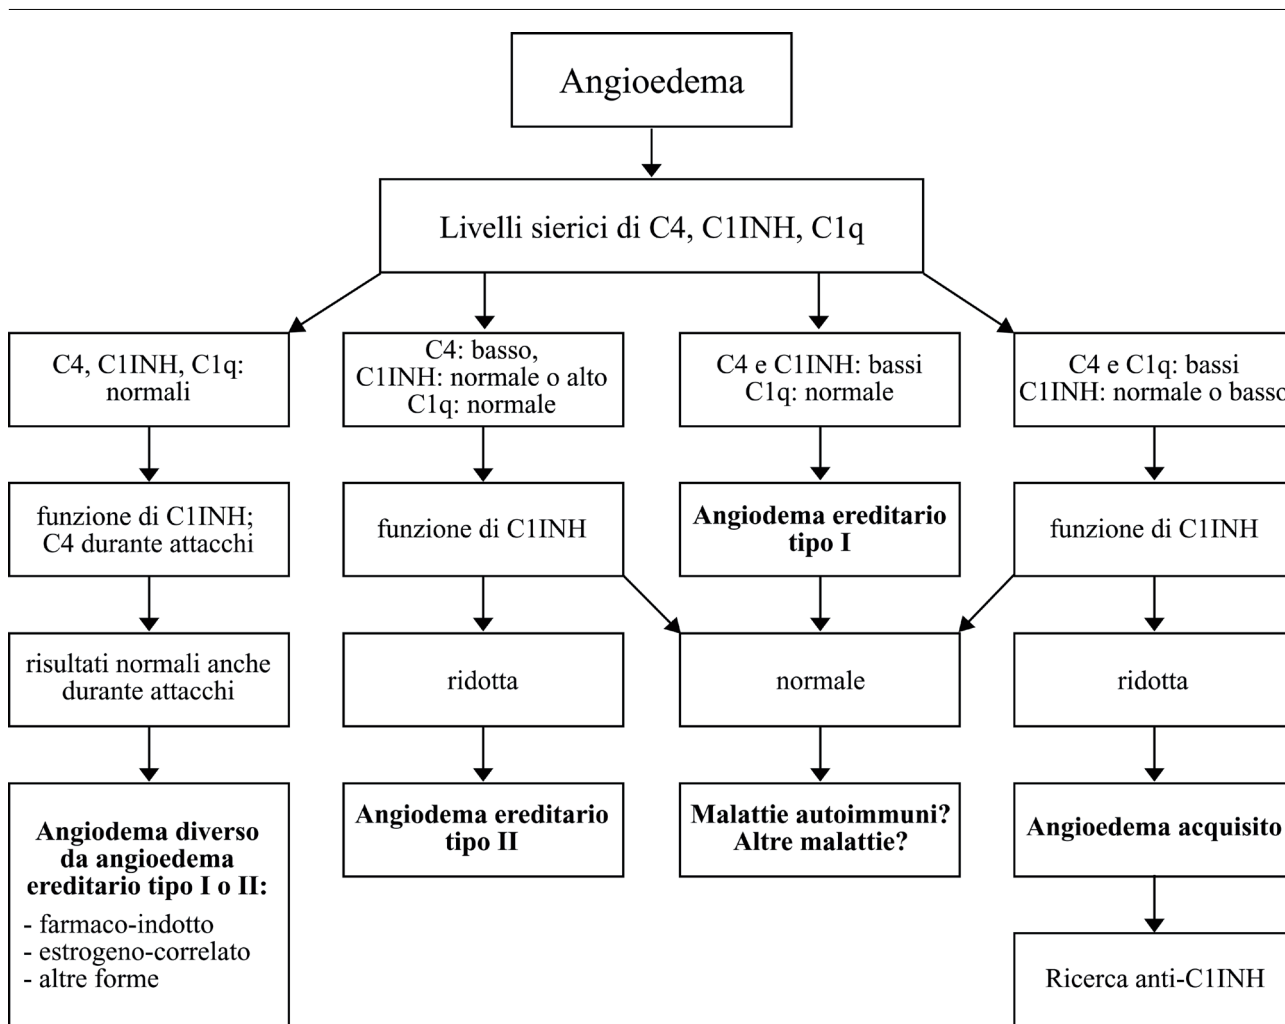 Angioedema
Livelli sierici di C4, C1INH, C1q
C4, C1INH, C1q:
normali
C4: basso,
C1INH: normale o alto
C1q: normale
C4 e C1INH: bassi
C1q: normale
C4 e C1q: bassi
C1INH: normale o basso
funzione di C1INH;
C4 durante attacchi
funzione di C1INH
Angiodema ereditario
tipo I
funzione di C1INH
risultati normali anche
durante attacchi
ridotta
normale
ridotta
Angiodema diverso
da angioedema
ereditario tipo I o II:
- farmaco-indotto
- estrogeno-correlato
- altre forme
Angiodema ereditario
tipo II
Malattie autoimmuni?
Altre malattie?
Angioedema acquisito
Ricerca anti-C1INH